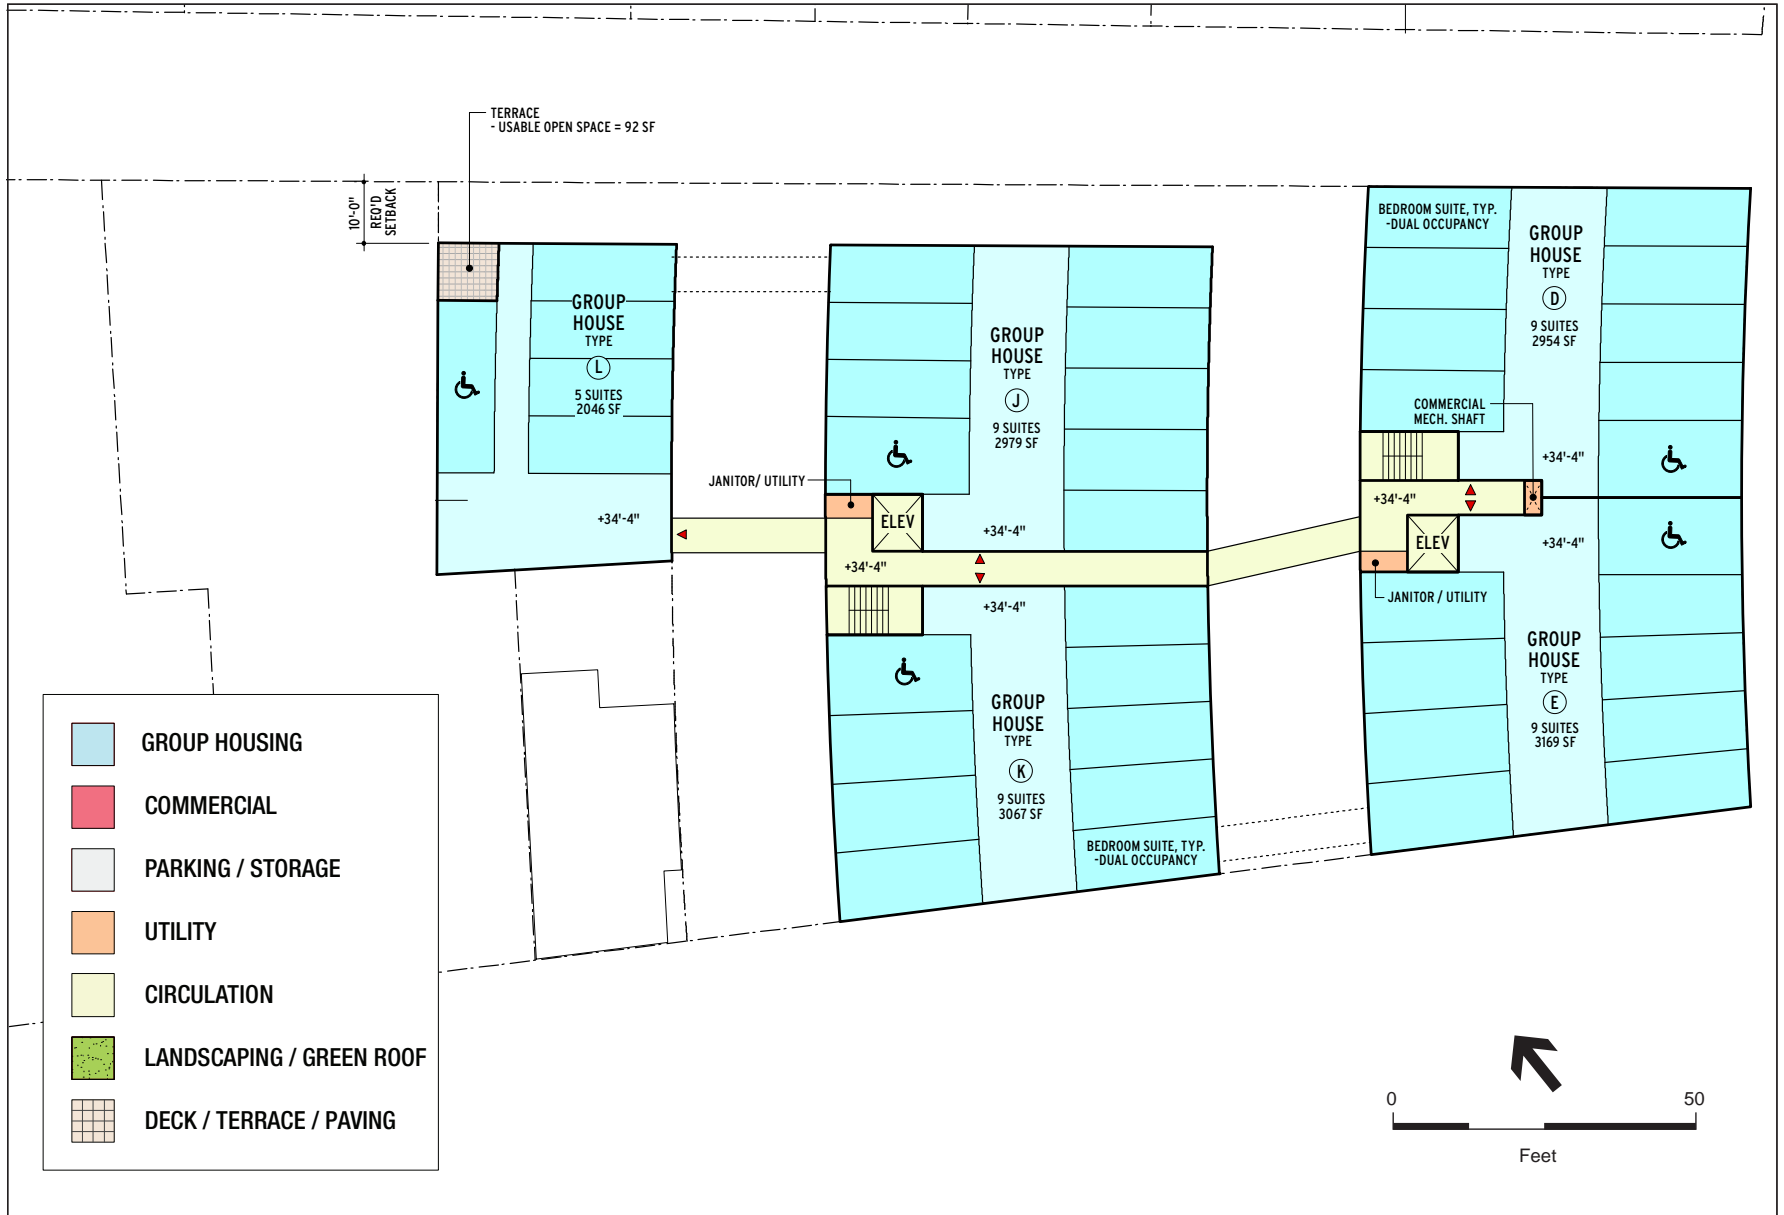 TERRACE
- USABLE OPEN SPACE = 92 SF
10'-0"
REQ'D
SETBACK
GROUP
HOUSE
TYPE
L
5 SUITES
2046 SF
+34'-4"
JANITOR/ UTILITY
ELEV
GROUP
HOUSE
TYPE
J
9 SUITES
2979 SF
+34'-4"
+34'-4"
+34'-4"
GROUP
HOUSE
TYPE
K
9 SUITES
3067 SF
BEDROOM SUITE, TYP.
-DUAL OCCUPANCY
BEDROOM SUITE, TYP.
-DUAL OCCUPANCY
GROUP
HOUSE
TYPE
D
9 SUITES
2954 SF
COMMERCIAL
MECH. SHAFT
+34'-4"
+34'-4"
ELEV
+34'-4"
JANITOR / UTILITY
GROUP
HOUSE
TYPE
E
9 SUITES
3169 SF
GROUP HOUSING
COMMERCIAL
PARKING / STORAGE
UTILITY
CIRCULATION
LANDSCAPING / GREEN ROOF
DECK / TERRACE / PAVING
0 50
Feet